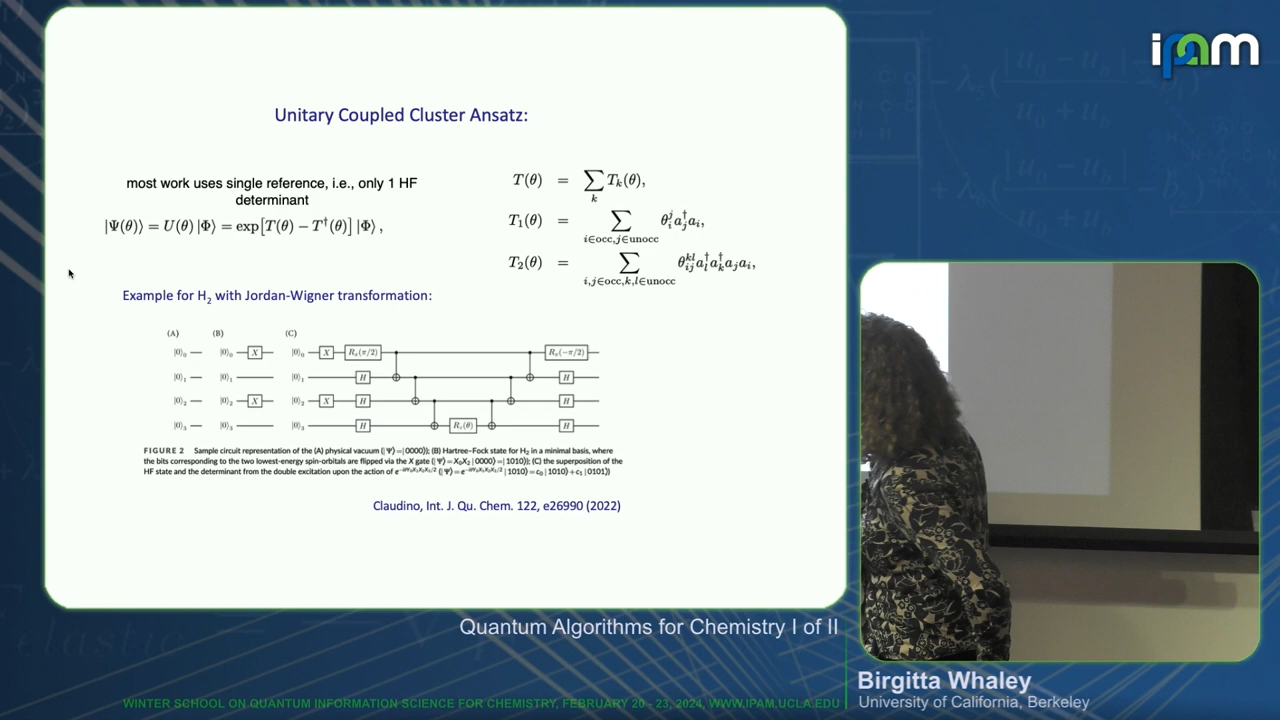 ipam
Unitary Coupled Cluster Ansatz:
most work uses single reference, i.e., only 1 HF
determinant
|Ψ(θ)⟩ = U(θ) |Φ⟩ = exp[T(θ) − T†(θ)] |Φ⟩ ,
T(θ) = ∑_k T_k(θ),
T₁(θ) = ∑_{i∈occ,j∈unocc} θ_i^j a_j^† a_i,
T₂(θ) = ∑_{i,j∈occ,k,l∈unocc} θ_{ij}^{kl} a_l^† a_k^† a_j a_i,
Example for H₂ with Jordan-Wigner transformation:
(A) (B) (C)
|0⟩₀ |0⟩₀ X |0⟩₀ X Rₓ(π/2) Rₓ(−π/2)
|0⟩₁ |0⟩₁ |0⟩₁ H H
|0⟩₂ |0⟩₂ X |0⟩₂ X H H
|0⟩₃ |0⟩₃ |0⟩₃ H R_z(θ) H
FIGURE 2 Sample circuit representation of the (A) physical vacuum (|Ψ⟩=|0000⟩); (B) Hartree–Fock state for H₂ in a minimal basis, where
the bits corresponding to the two lowest-energy spin-orbitals are flipped via the X gate (|Ψ⟩=X₀X₂|0000⟩=|1010⟩); (C) the superposition of the
HF state and the determinant from the double excitation upon the action of
Claudino, Int. J. Qu. Chem. 122, e26990 (2022)
Quantum Algorithms for Chemistry I of II
Birgitta Whaley
University of California, Berkeley
WINTER SCHOOL ON QUANTUM INFORMATION SCIENCE FOR CHEMISTRY, FEBRUARY 20 - 23, 2024, WWW.IPAM.UCLA.EDU
elastic